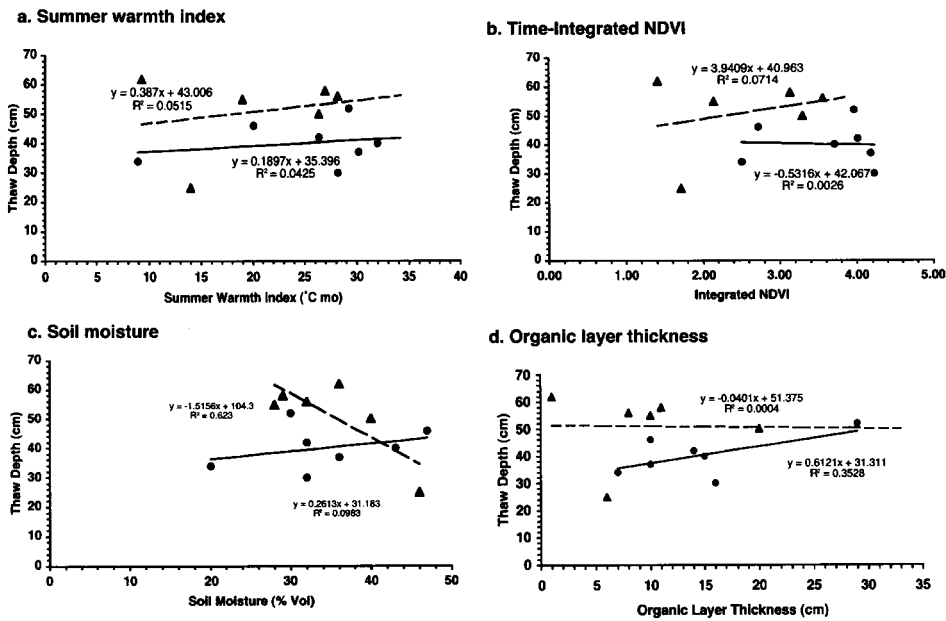 a. Summer warmth index
70
60
50
40
30
20
10
0
Thaw Depth (cm)
y = 0.387x + 43.006
R² = 0.0515
y = 0.1897x + 35.396
R² = 0.0425
0 5 10 15 20 25 30 35 40
Summer Warmth Index (˚C mo)
b. Time-Integrated NDVI
70
60
50
40
30
20
10
0
Thaw Depth (cm)
y = 3.9409x + 40.963
R² = 0.0714
y = -0.5316x + 42.067
R² = 0.0026
0.00 1.00 2.00 3.00 4.00 5.00
Integrated NDVI
c. Soil moisture
70
60
50
40
30
20
10
0
Thaw Depth (cm)
y = -1.5156x + 104.3
R² = 0.623
y = 0.2613x + 31.183
R² = 0.0983
0 10 20 30 40 50
Soil Moisture (% Vol)
d. Organic layer thickness
70
60
50
40
30
20
10
0
Thaw Depth (cm)
y = -0.0401x + 51.375
R² = 0.0004
y = 0.6121x + 31.311
R² = 0.3528
0 5 10 15 20 25 30 35
Organic Layer Thickness (cm)